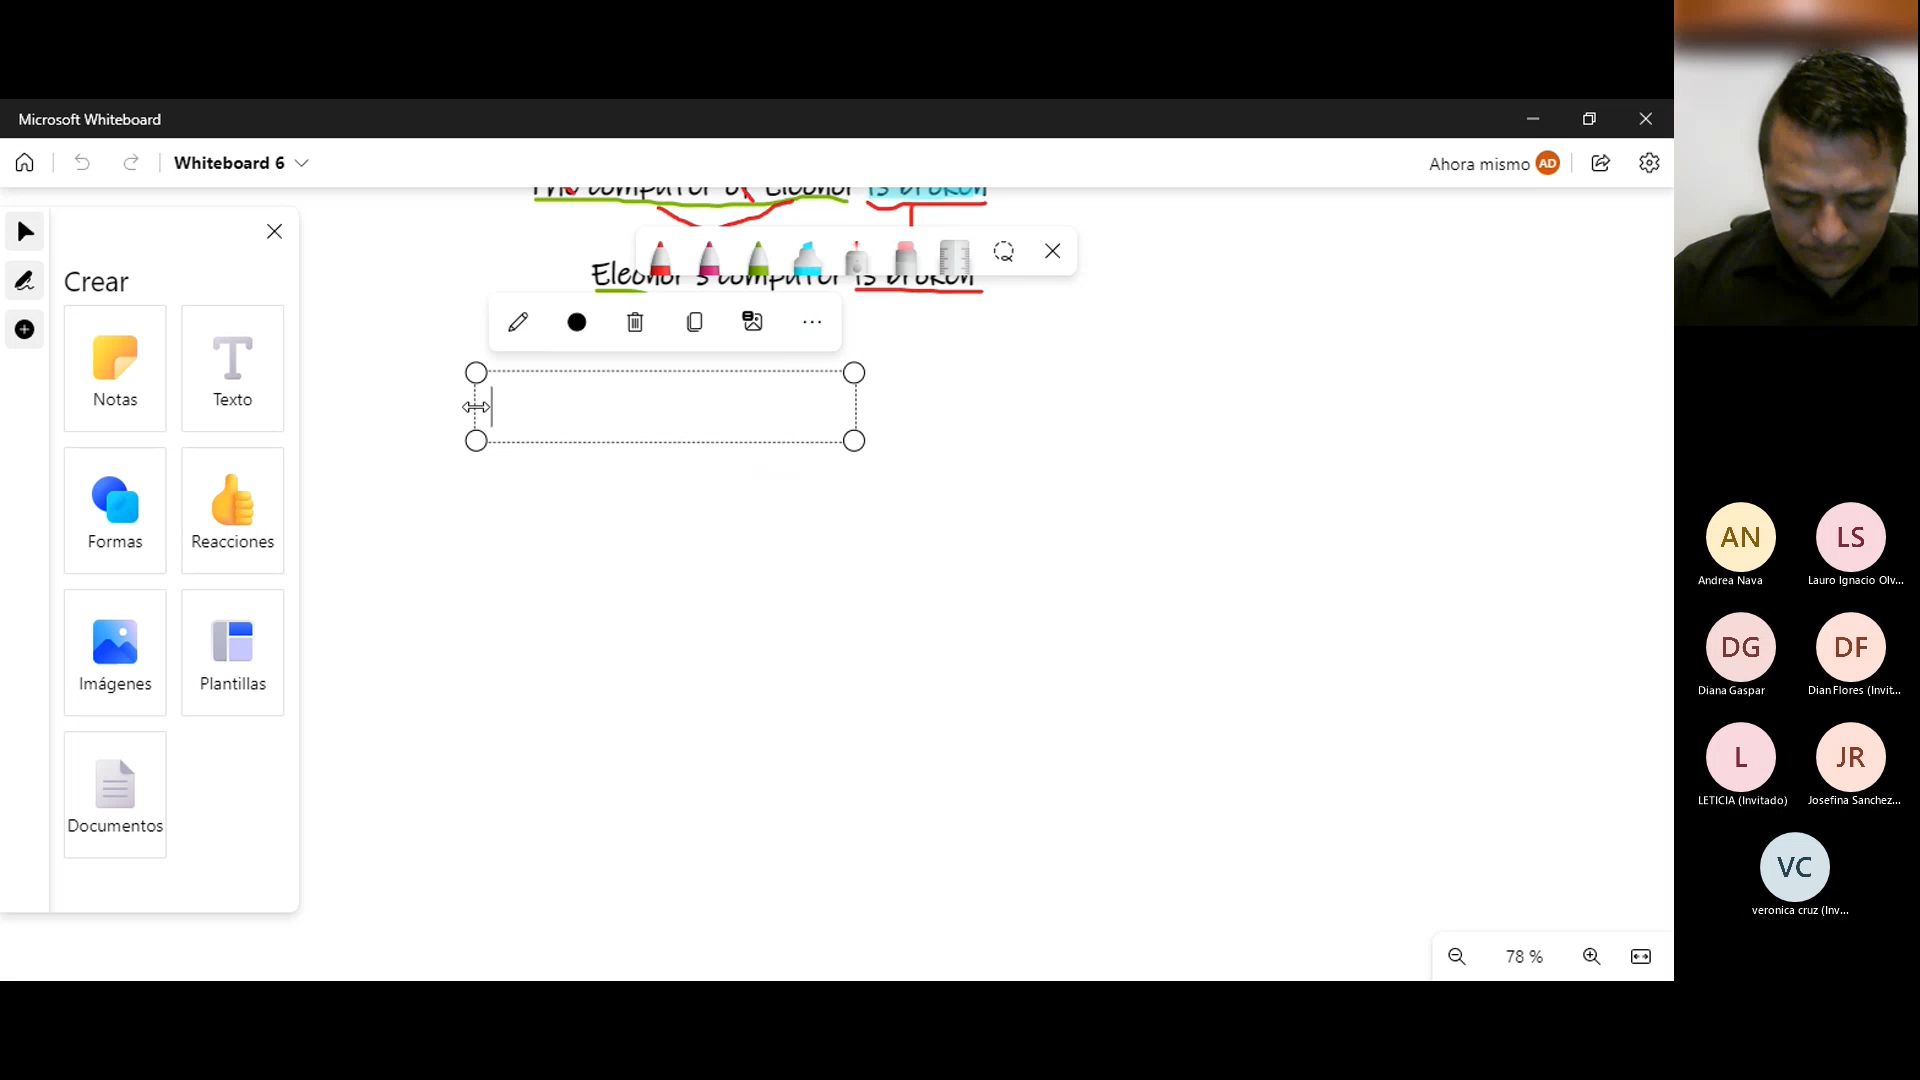 Microsoft Whiteboard
Whiteboard 6
Ahora mismo AD
The computer of Eleonor is broken
Eleonor's computer is broken
Crear
Notas
Texto
Formas
Reacciones
Imágenes
Plantillas
Documentos
78 %
AN
LS
Andrea Nava
Lauro Ignacio Olv...
DG
DF
Diana Gaspar
Dian Flores (Invit...
L
JR
LETICIA (Invitado)
Josefina Sanchez...
VC
veronica cruz (Inv...